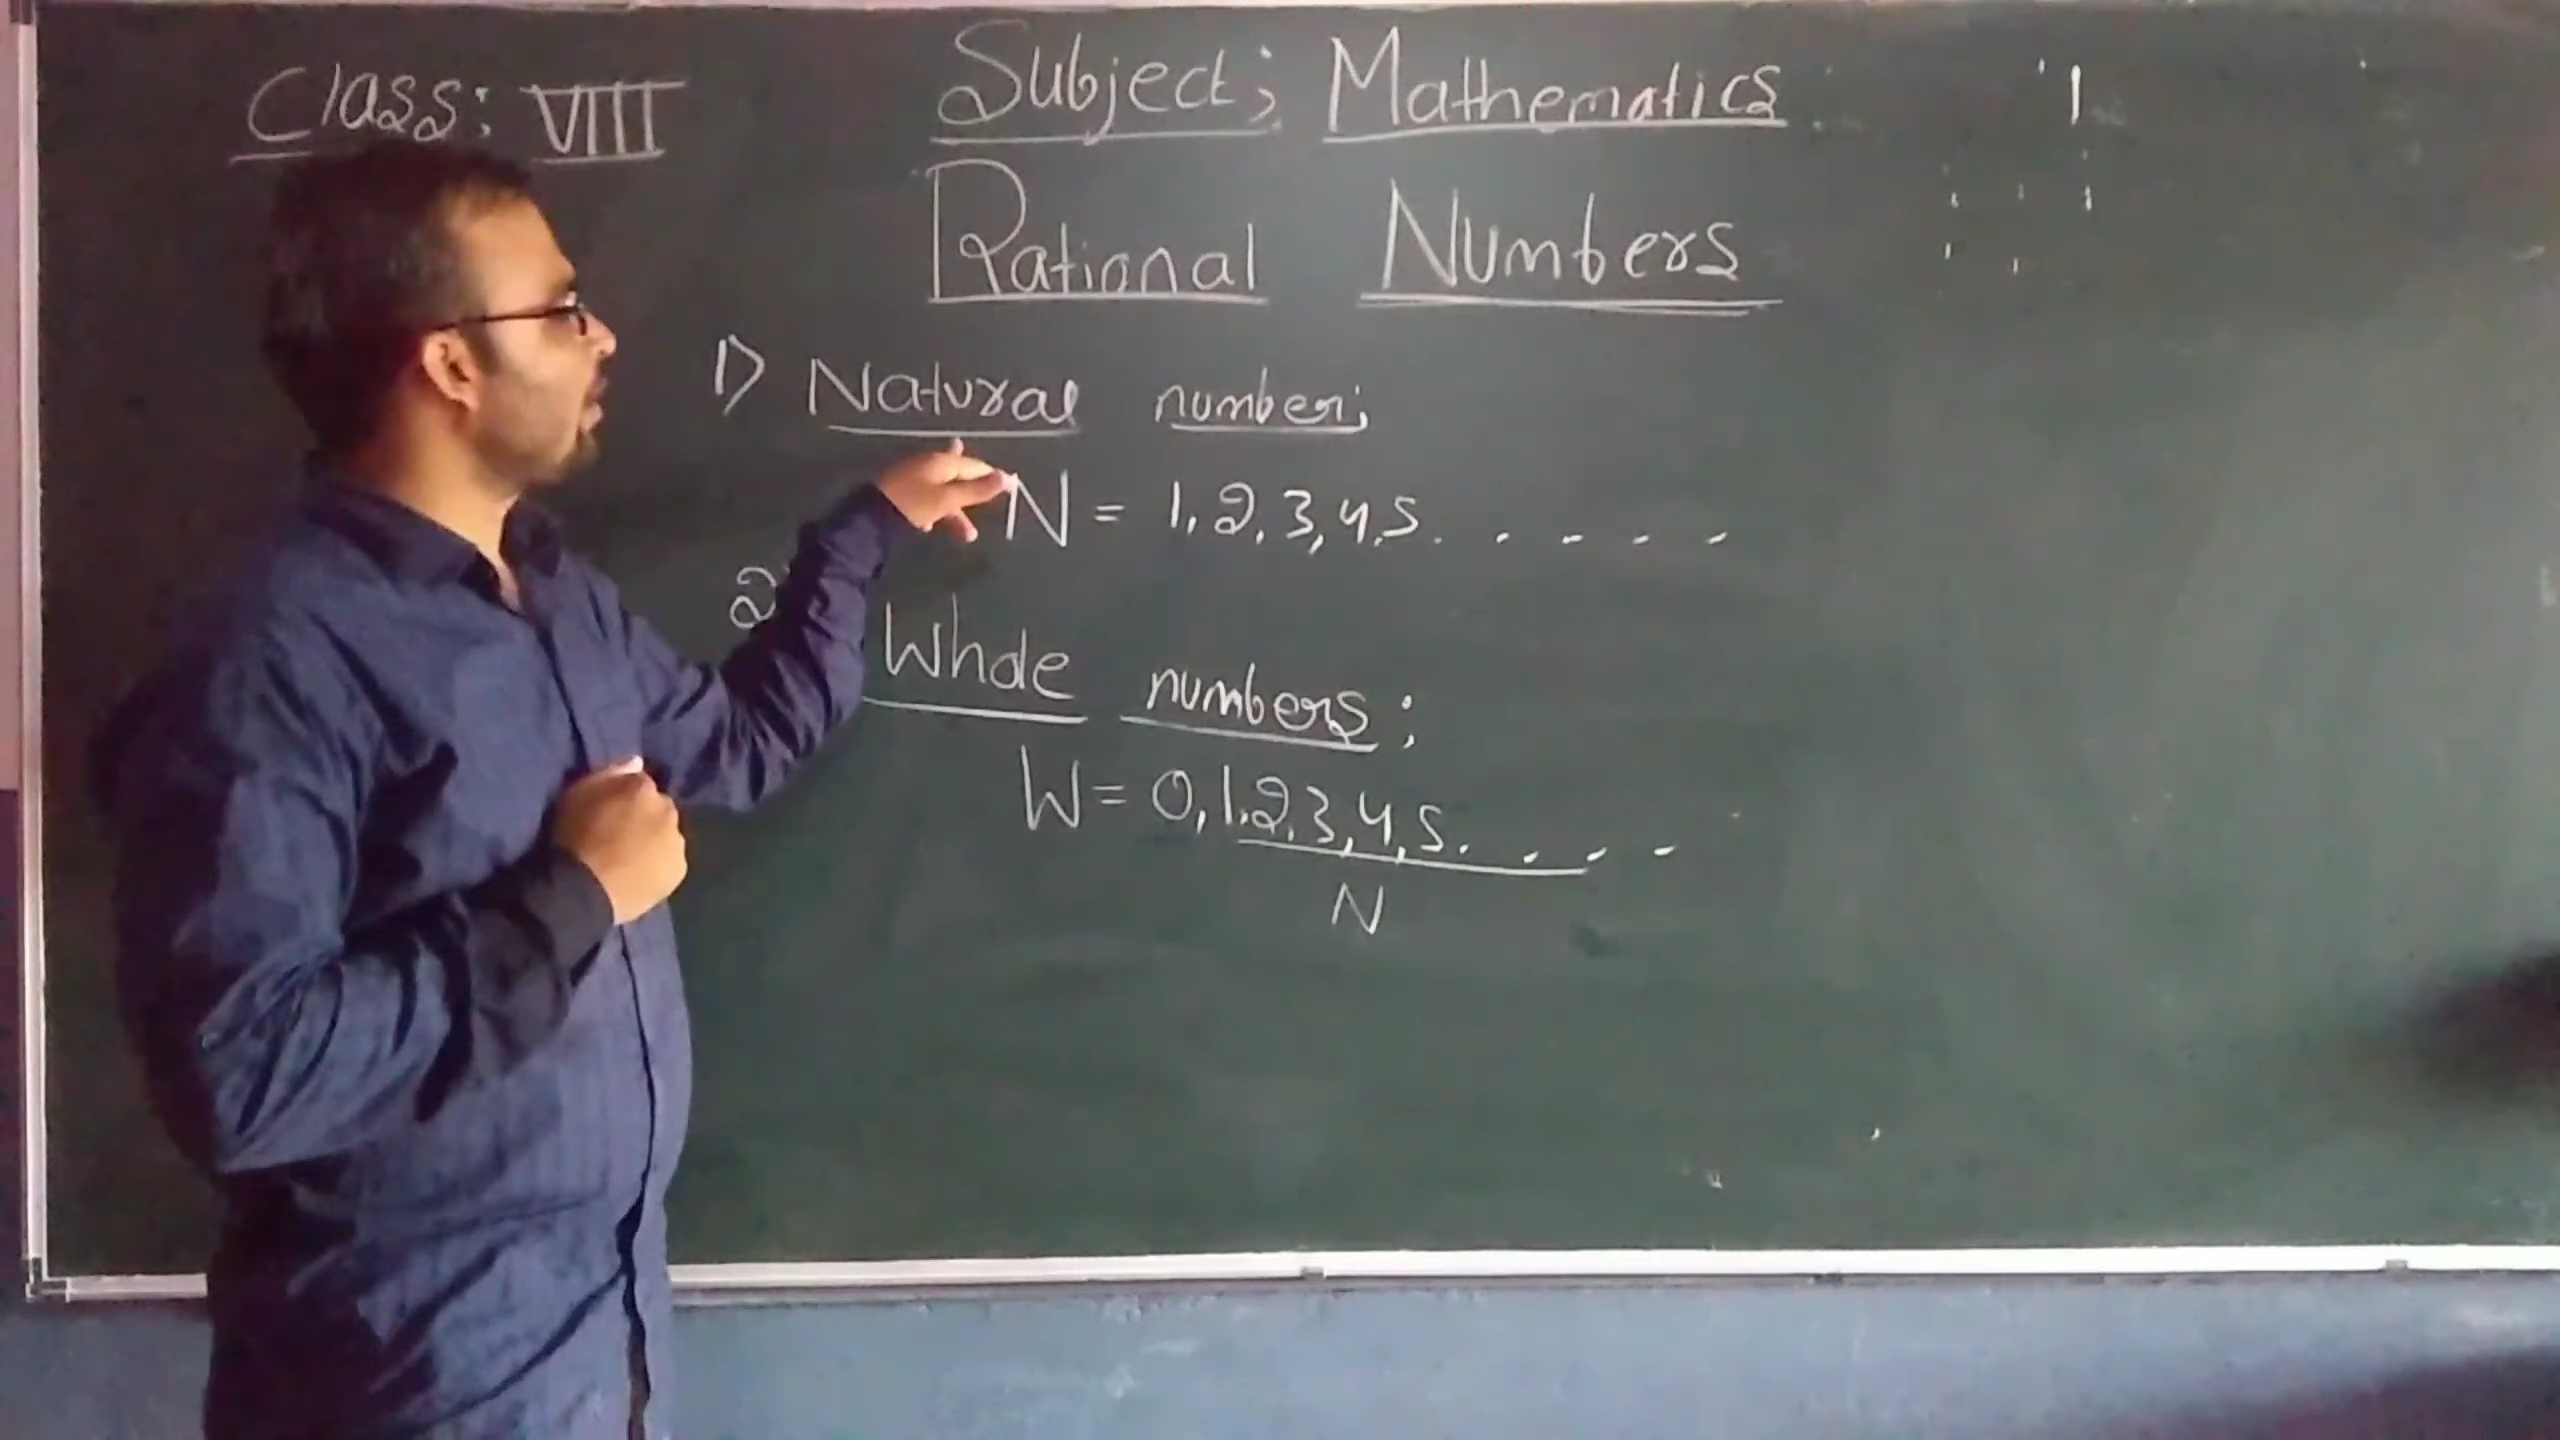 Class: VIII
Subject; Mathematics
Rational Numbers
1) Natural number;
N = 1, 2, 3, 4, 5. . . . . .
2
Whole numbers:
W = 0, 1, 2, 3, 4, 5. . . .
N